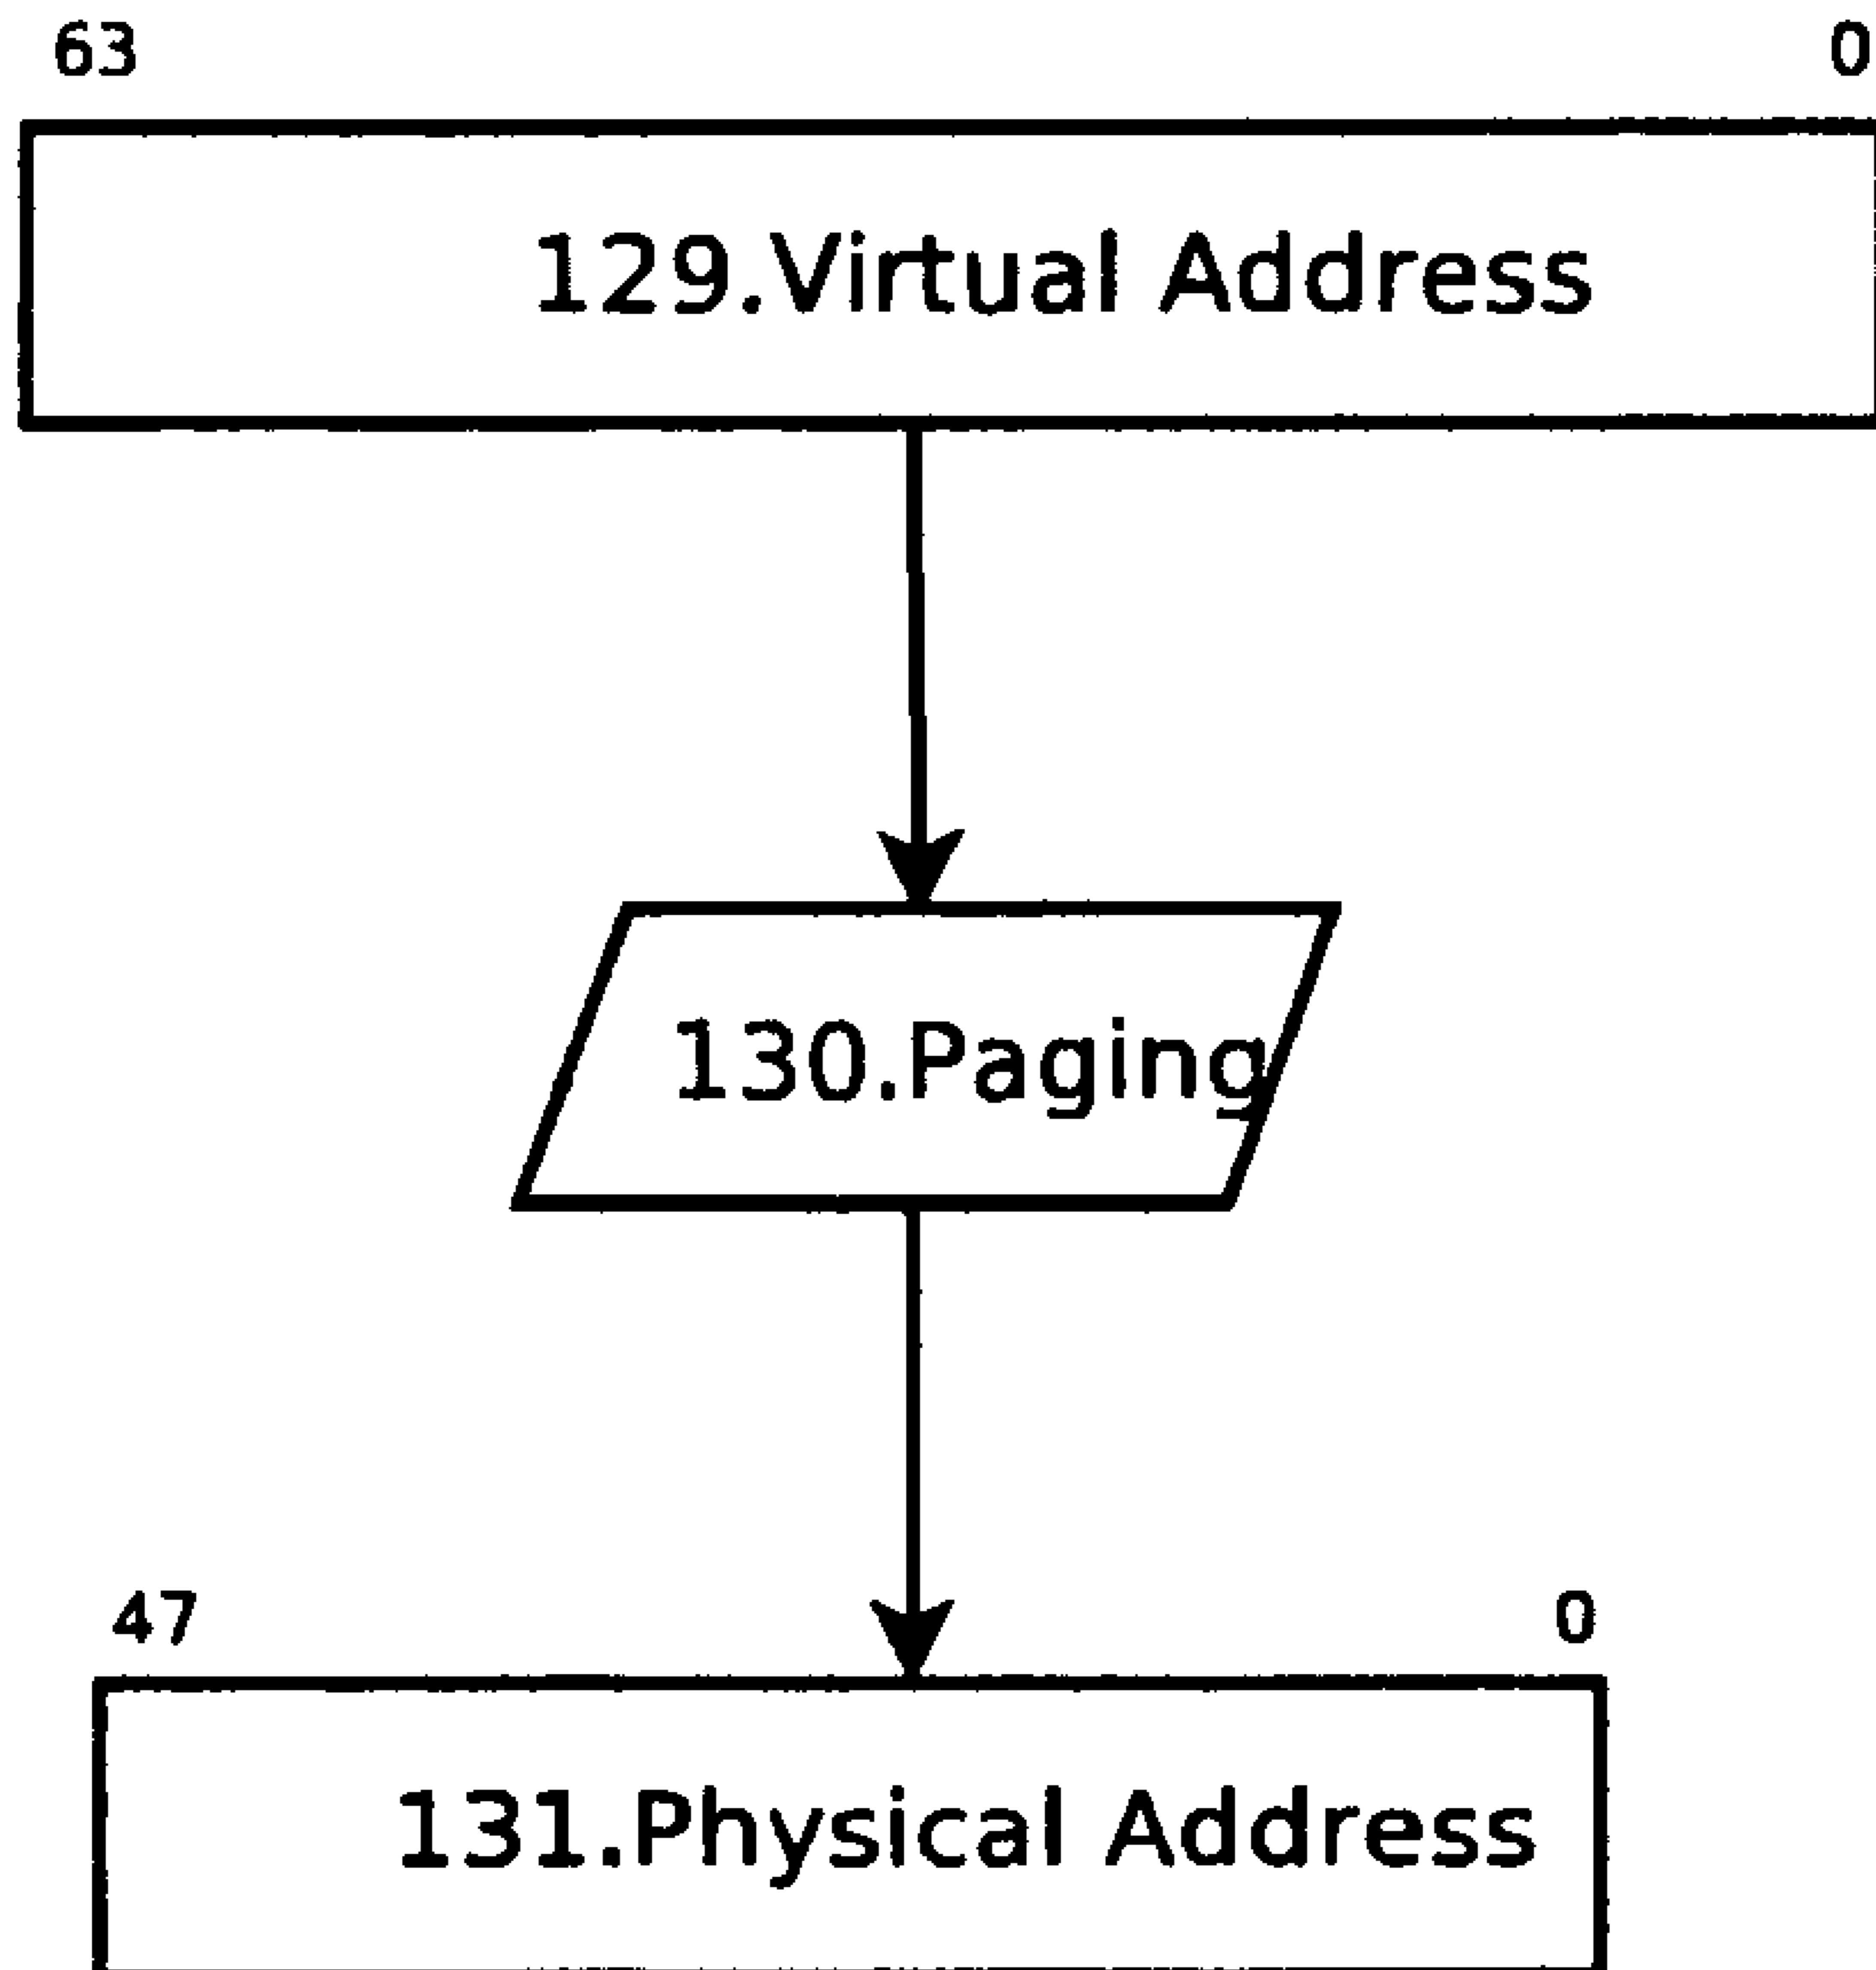 63 0
129.Virtual Address
130.Paging
47 0
131.Physical Address